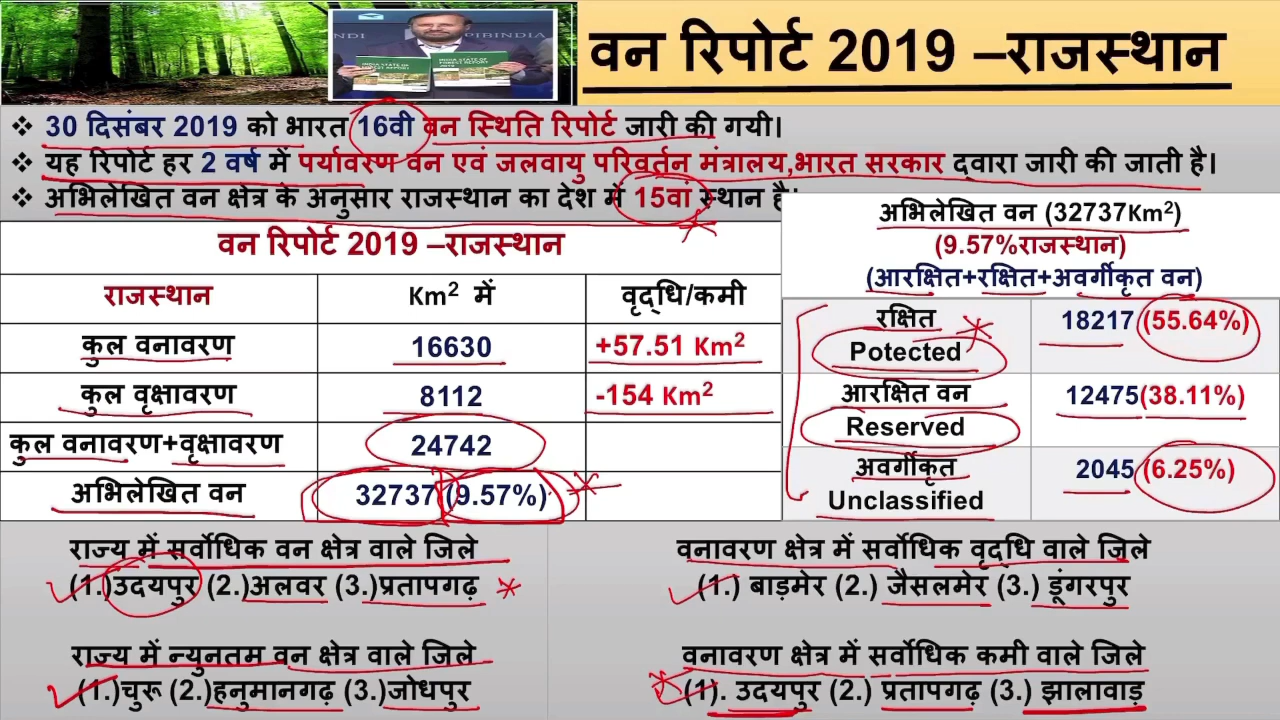 वन रिपोर्ट 2019 –राजस्थान
PIBINDIA
INDIA STATE OF FOREST REPORT
❖ 30 दिसंबर 2019 को भारत 16वी वन स्थिति रिपोर्ट जारी की गयी।
❖ यह रिपोर्ट हर 2 वर्ष में पर्यावरण वन एवं जलवायु परिवर्तन मंत्रालय,भारत सरकार द्वारा जारी की जाती है।
❖ अभिलेखित वन क्षेत्र के अनुसार राजस्थान का देश में 15वां स्थान है।
वन रिपोर्ट 2019 –राजस्थान
राजस्थान Km² में वृद्धि/कमी
कुल वनावरण 16630 +57.51 Km²
कुल वृक्षावरण 8112 -154 Km²
कुल वनावरण+वृक्षावरण 24742
अभिलेखित वन 32737 (9.57%)
अभिलेखित वन (32737Km²)
(9.57%राजस्थान)
(आरक्षित+रक्षित+अवर्गीकृत वन)
रक्षित 18217 (55.64%)
Potected
आरक्षित वन 12475(38.11%)
Reserved
अवर्गीकृत 2045 (6.25%)
Unclassified
राज्य में सर्वोधिक वन क्षेत्र वाले जिले
(1.)उदयपुर (2.)अलवर (3.)प्रतापगढ़
राज्य में न्युनतम वन क्षेत्र वाले जिले
(1.)चुरू (2.)हनुमानगढ़ (3.)जोधपुर
वनावरण क्षेत्र में सर्वोधिक वृद्धि वाले जिले
(1.) बाड़मेर (2.) जैसलमेर (3.) डूंगरपुर
वनावरण क्षेत्र में सर्वोधिक कमी वाले जिले
(1). उदयपुर (2.) प्रतापगढ़ (3.) झालावाड़